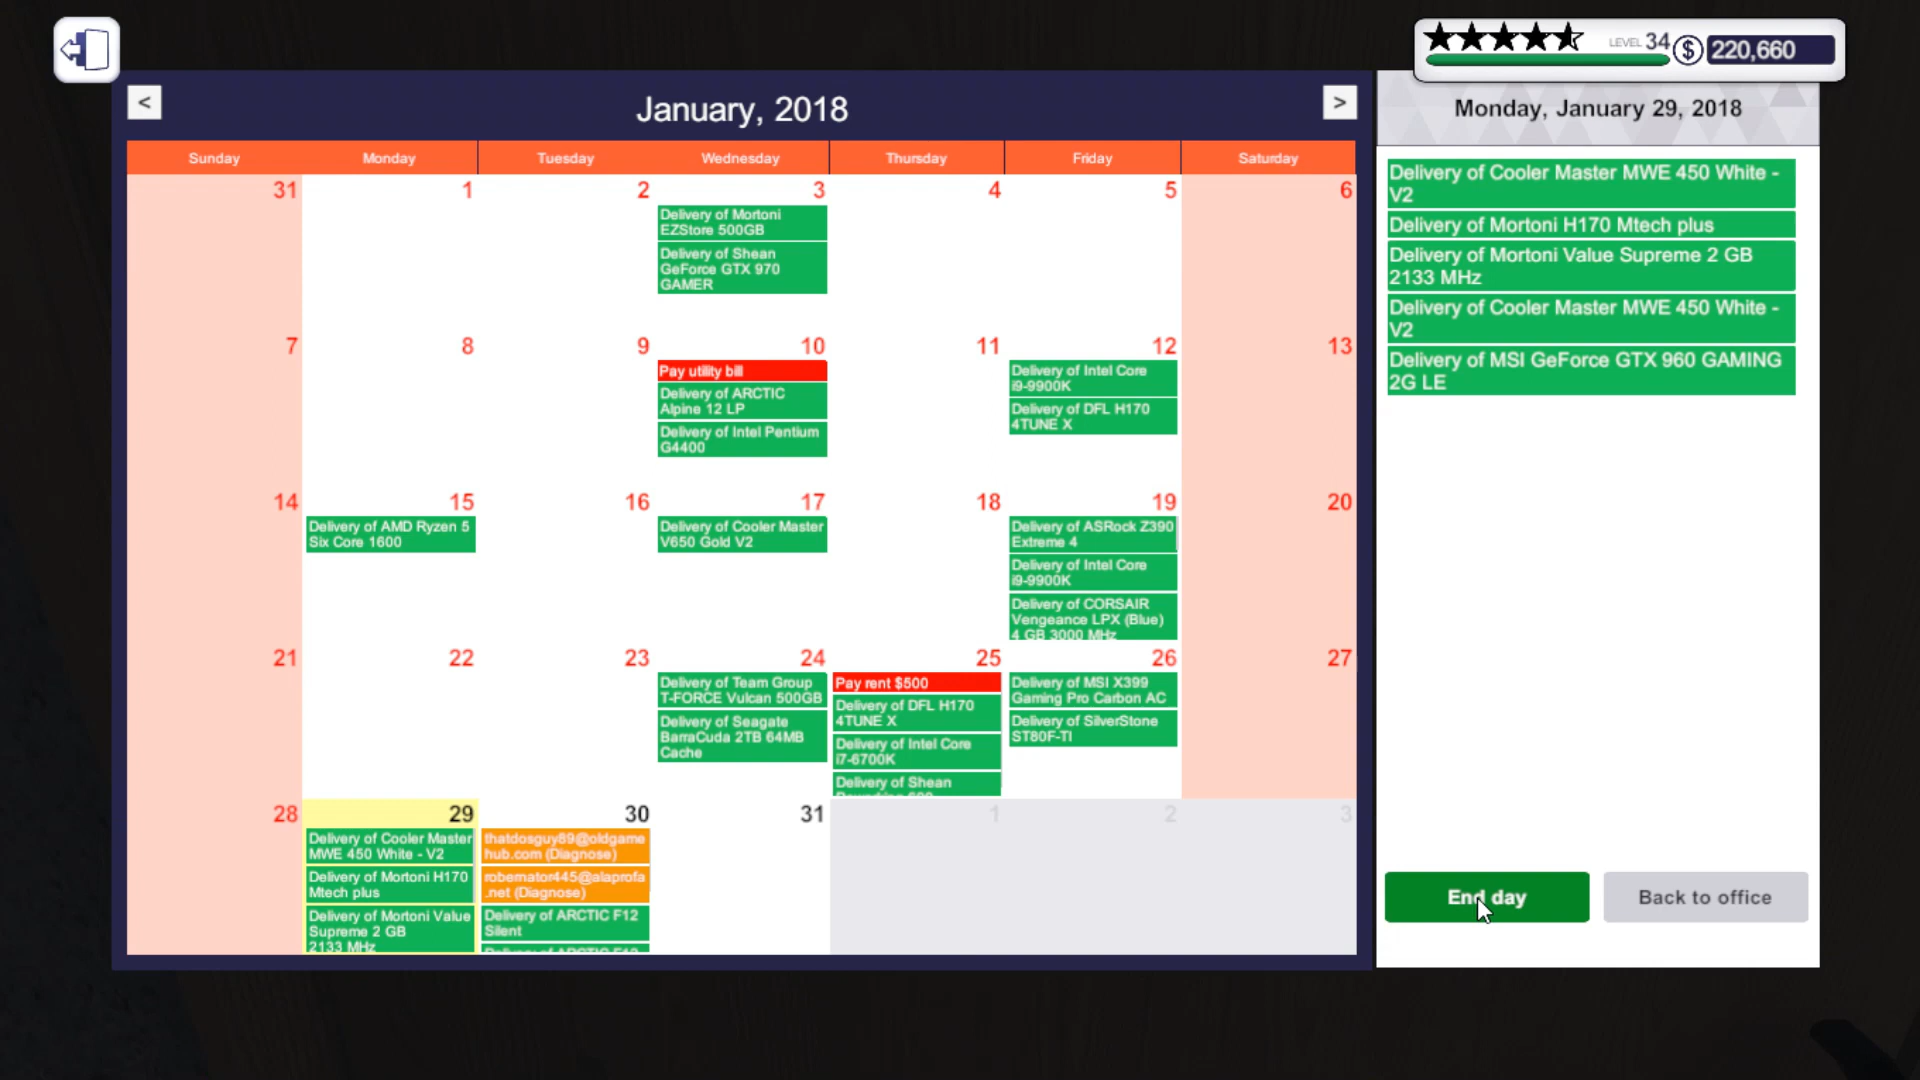 LEVEL 34
$ 220,660
<
January, 2018
>
Monday, January 29, 2018
Sunday
Monday
Tuesday
Wednesday
Thursday
Friday
Saturday
31
1
2
3
Delivery of Mortoni
EZStore 500GB
Delivery of Shean
GeForce GTX 970
GAMER
4
5
6
7
8
9
10
Pay utility bill
Delivery of ARCTIC
Alpine 12 LP
Delivery of Intel Pentium
G4400
11
12
Delivery of Intel Core
i9-9900K
Delivery of DFL H170
4TUNE X
13
14
15
Delivery of AMD Ryzen 5
Six Core 1600
16
17
Delivery of Cooler Master
V650 Gold V2
18
19
Delivery of ASRock Z390
Extreme 4
Delivery of Intel Core
i9-9900K
Delivery of CORSAIR
Vengeance LPX (Blue)
4 GB 3000 MHz
20
21
22
23
24
Delivery of Team Group
T-FORCE Vulcan 500GB
Delivery of Seagate
BarraCuda 2TB 64MB
Cache
25
Pay rent $500
Delivery of DFL H170
4TUNE X
Delivery of Intel Core
i7-6700K
Delivery of Shean
26
Delivery of MSI X399
Gaming Pro Carbon AC
Delivery of SilverStone
ST80F-TI
27
28
29
Delivery of Cooler Master
MWE 450 White - V2
Delivery of Mortoni H170
Mtech plus
Delivery of Mortoni Value
Supreme 2 GB
2133 MHz
30
thatdosguy89@oldgame
hub.com (Diagnose)
robernator445@alaprofa
.net (Diagnose)
Delivery of ARCTIC F12
Silent
Delivery of ARCTIC F12
31
1
2
3
Delivery of Cooler Master MWE 450 White -
V2
Delivery of Mortoni H170 Mtech plus
Delivery of Mortoni Value Supreme 2 GB
2133 MHz
Delivery of Cooler Master MWE 450 White -
V2
Delivery of MSI GeForce GTX 960 GAMING
2G LE
End day
Back to office